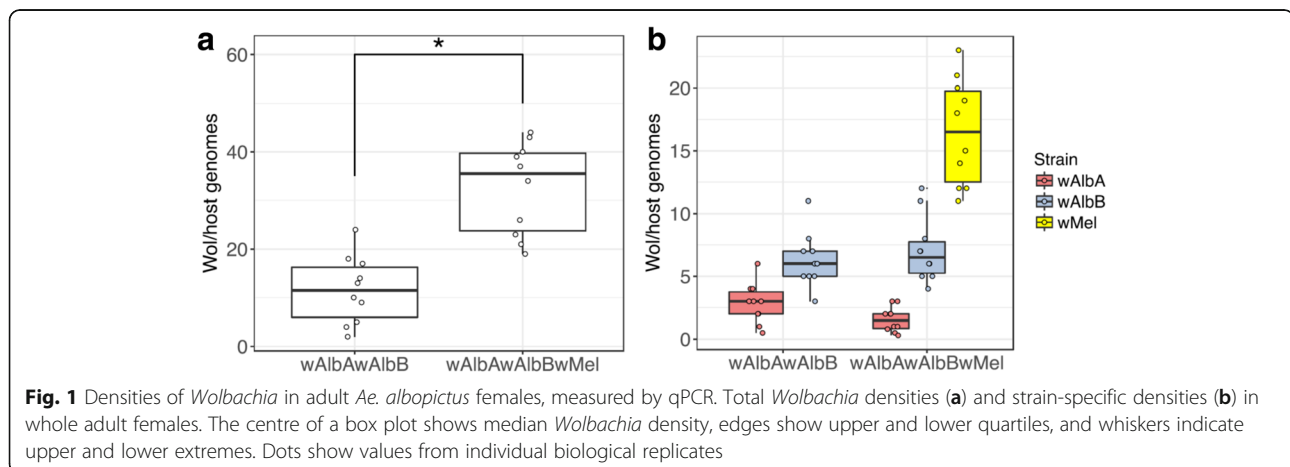 a
*
60
40
20
0
Wol/host genomes
wAlbAwAlbB
wAlbAwAlbBwMel
b
20
15
10
5
0
Wol/host genomes
wAlbAwAlbB
wAlbAwAlbBwMel
Strain
wAlbA
wAlbB
wMel
Fig. 1 Densities of Wolbachia in adult Ae. albopictus females, measured by qPCR. Total Wolbachia densities (a) and strain-specific densities (b) in
whole adult females. The centre of a box plot shows median Wolbachia density, edges show upper and lower quartiles, and whiskers indicate
upper and lower extremes. Dots show values from individual biological replicates